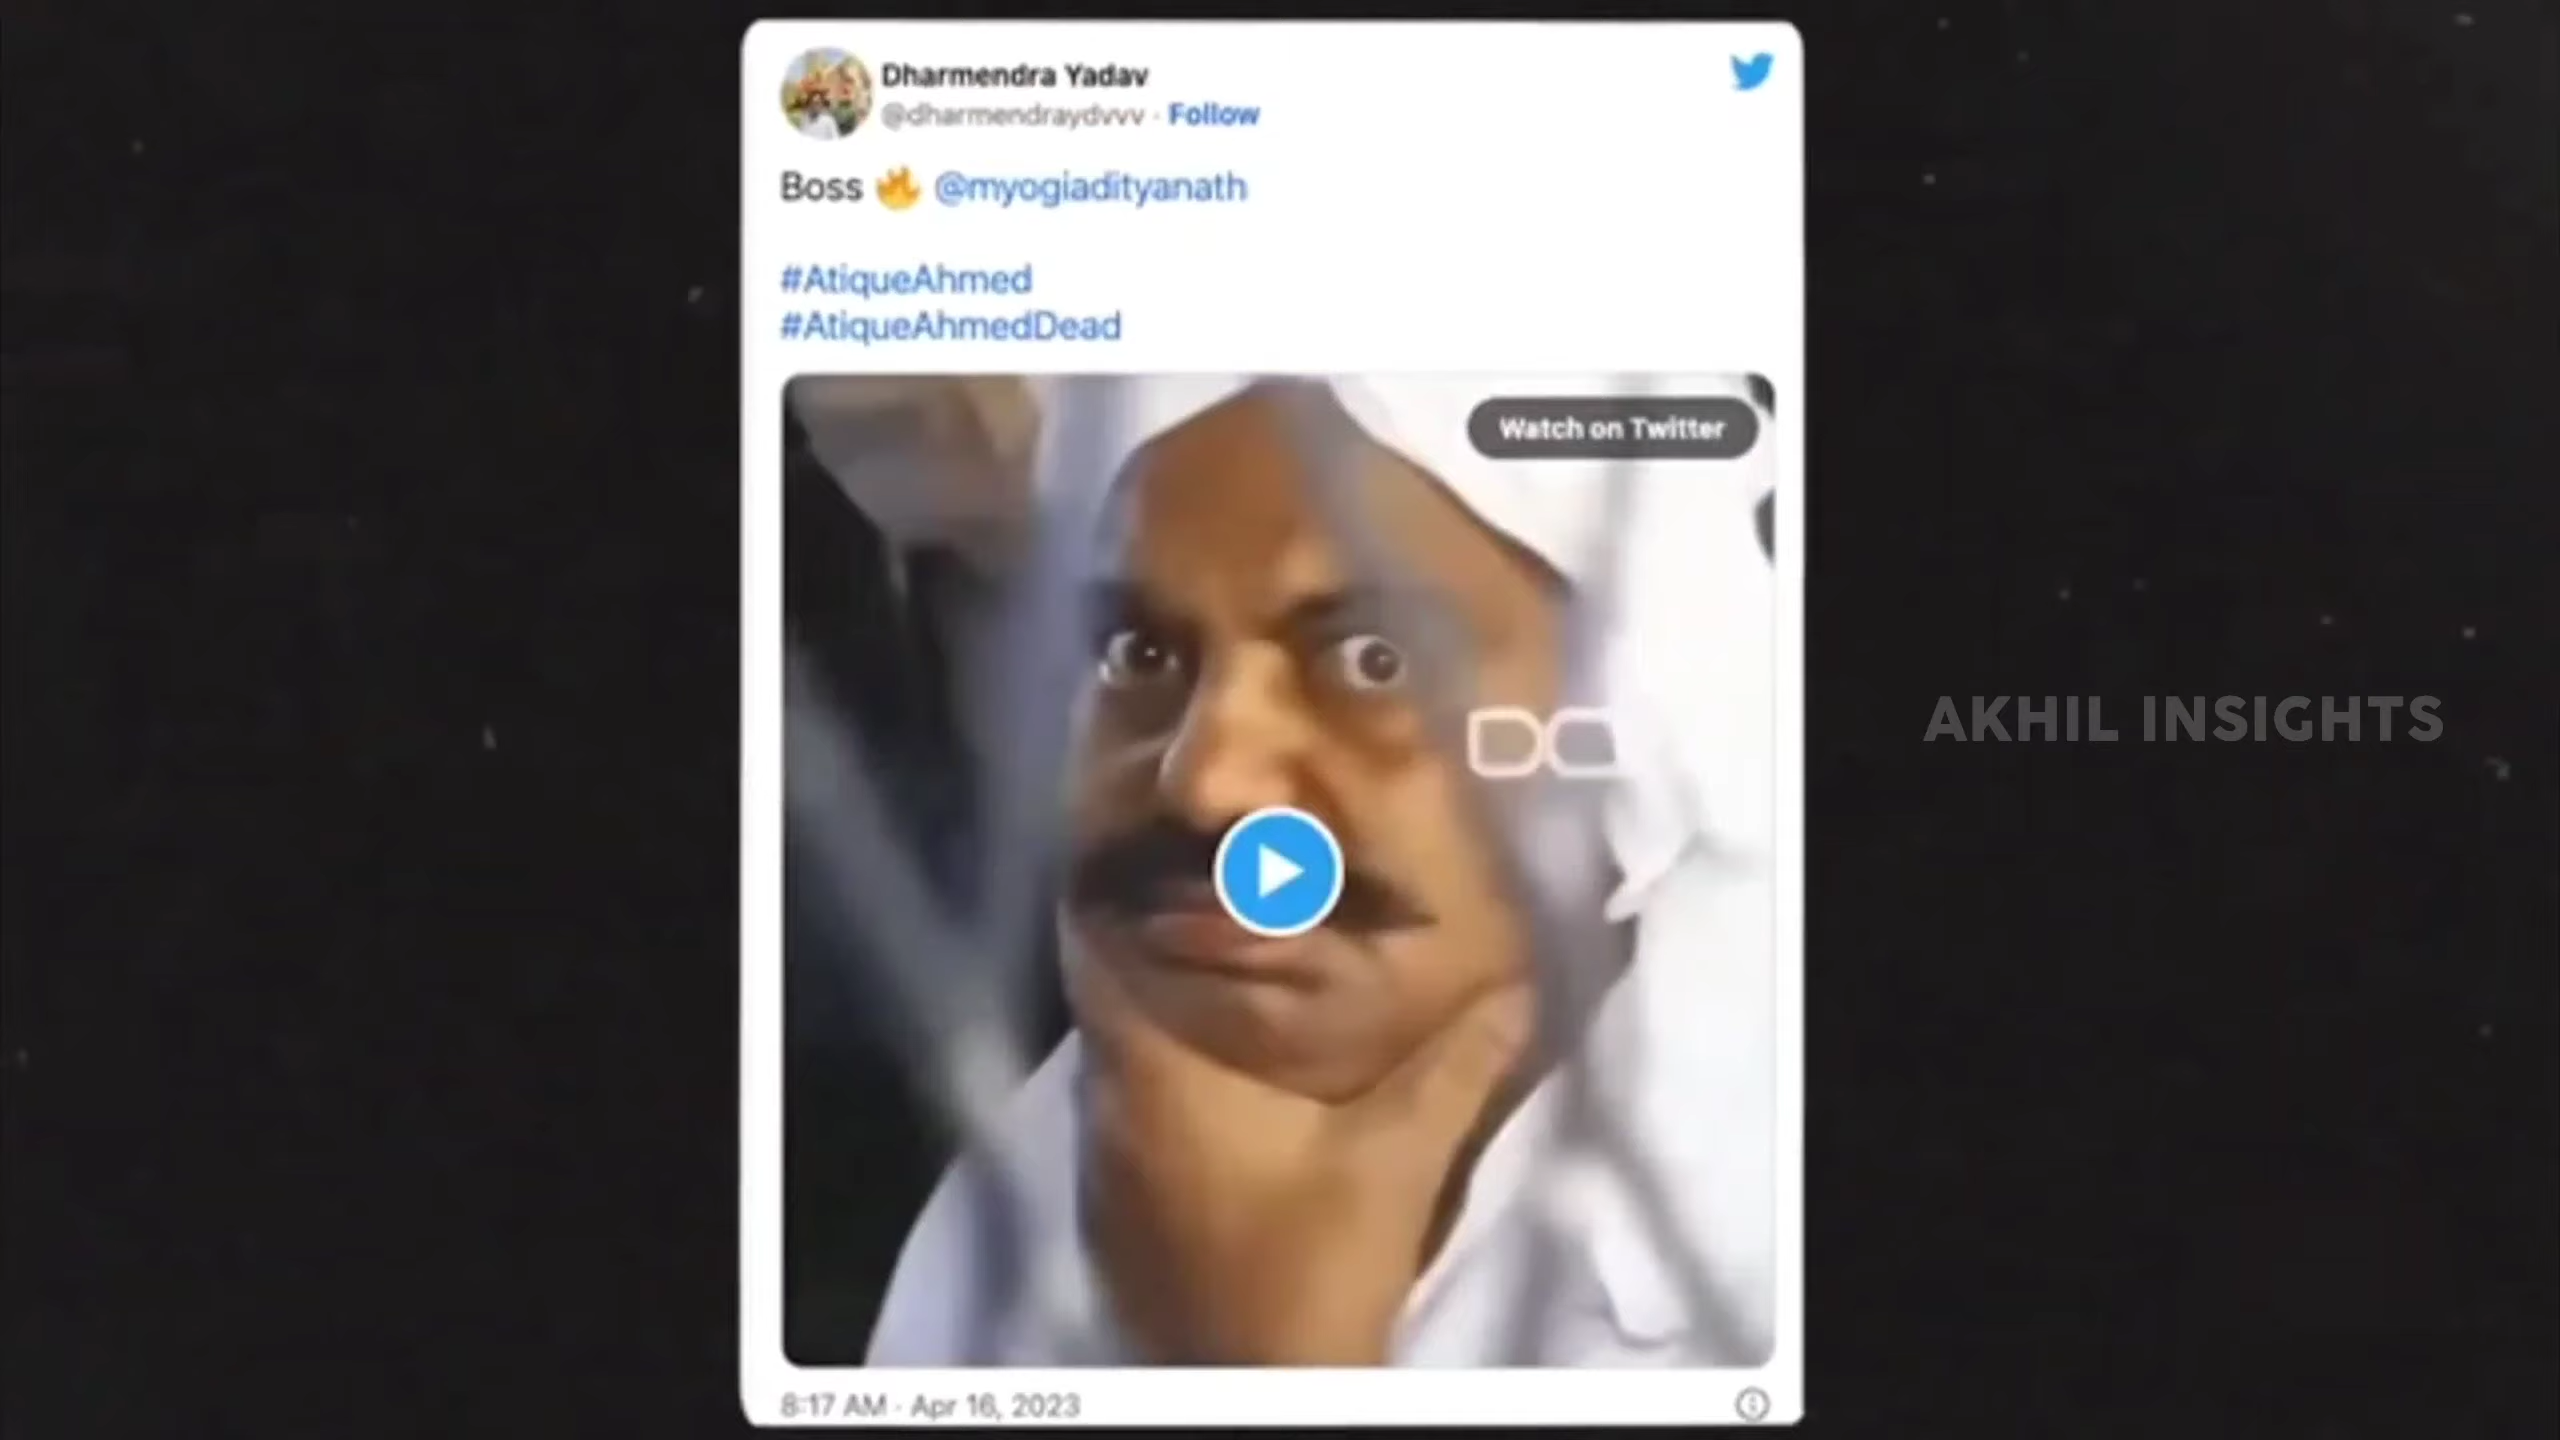 Dharmendra Yadav
@dharmendraydvvv · Follow
Boss 🔥 @myogiadityanath
#AtiqueAhmed
#AtiqueAhmedDead
Watch on Twitter
AKHIL INSIGHTS
8:17 AM · Apr 16, 2023